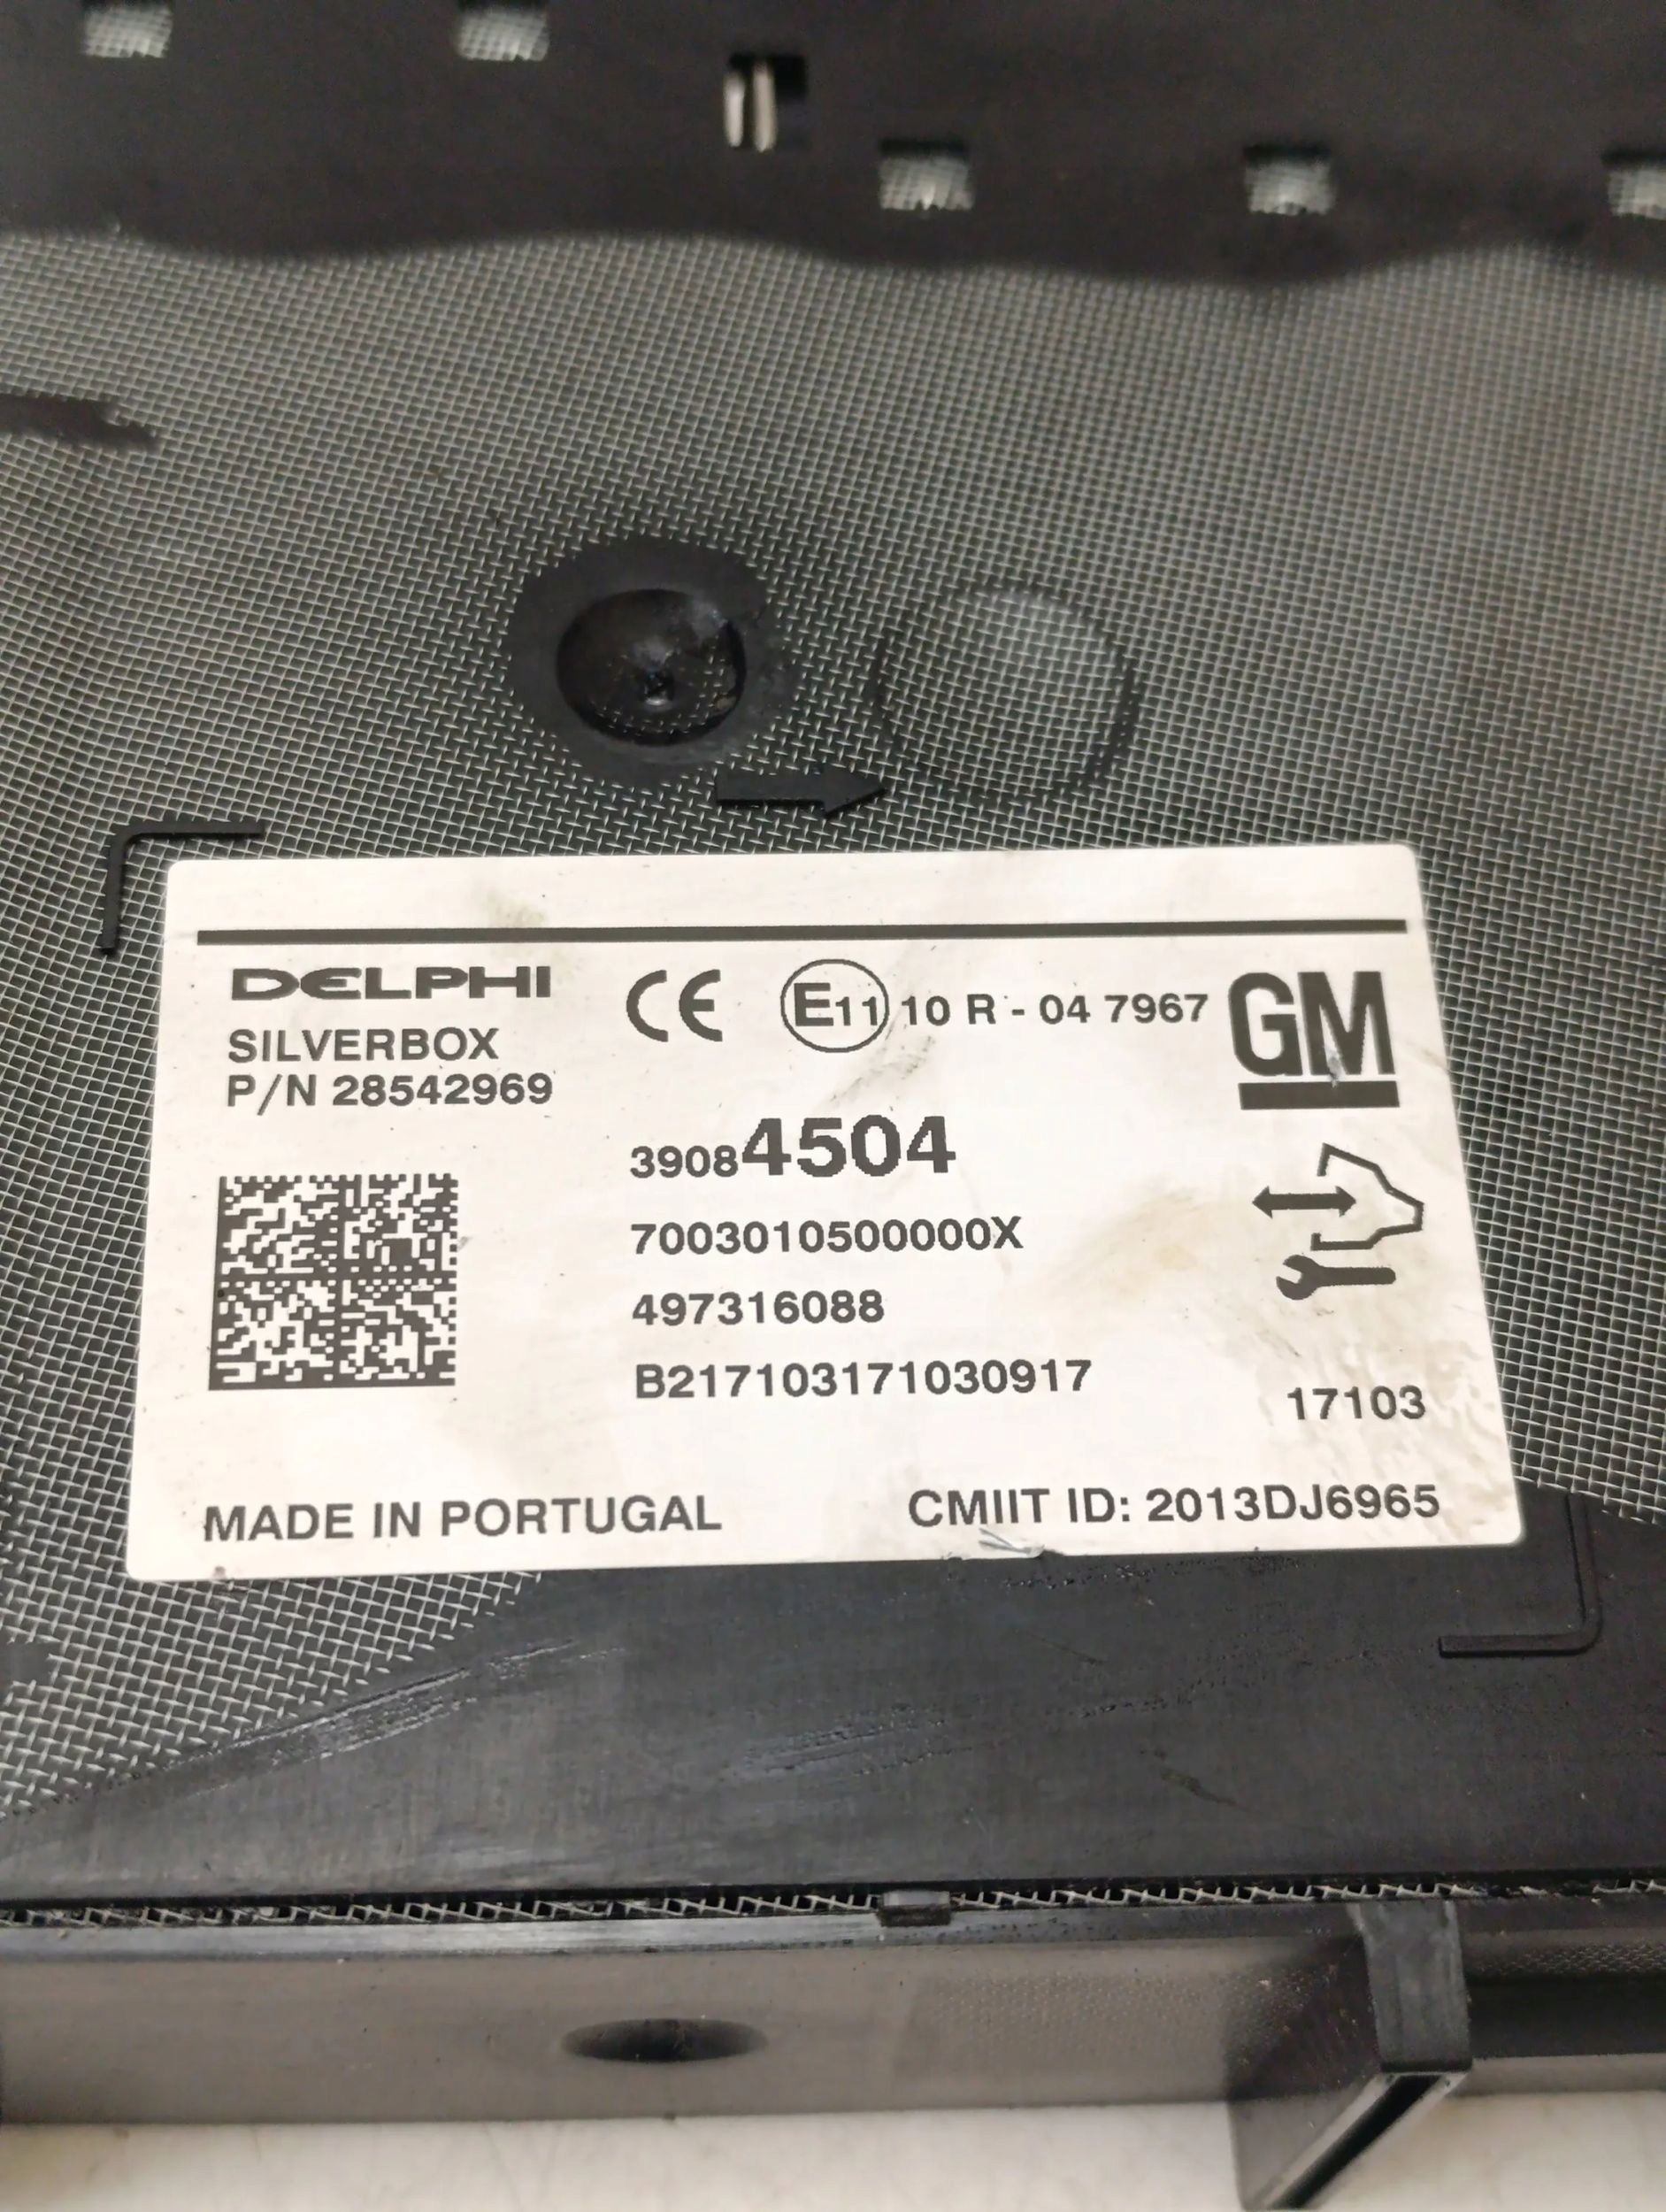 DELPHI
SILVERBOX
P/N 28542969
CE
E11 10 R - 04 7967
GM
39084504
7003010500000X
497316088
B217103171030917
17103
MADE IN PORTUGAL
CMIIT ID: 2013DJ6965